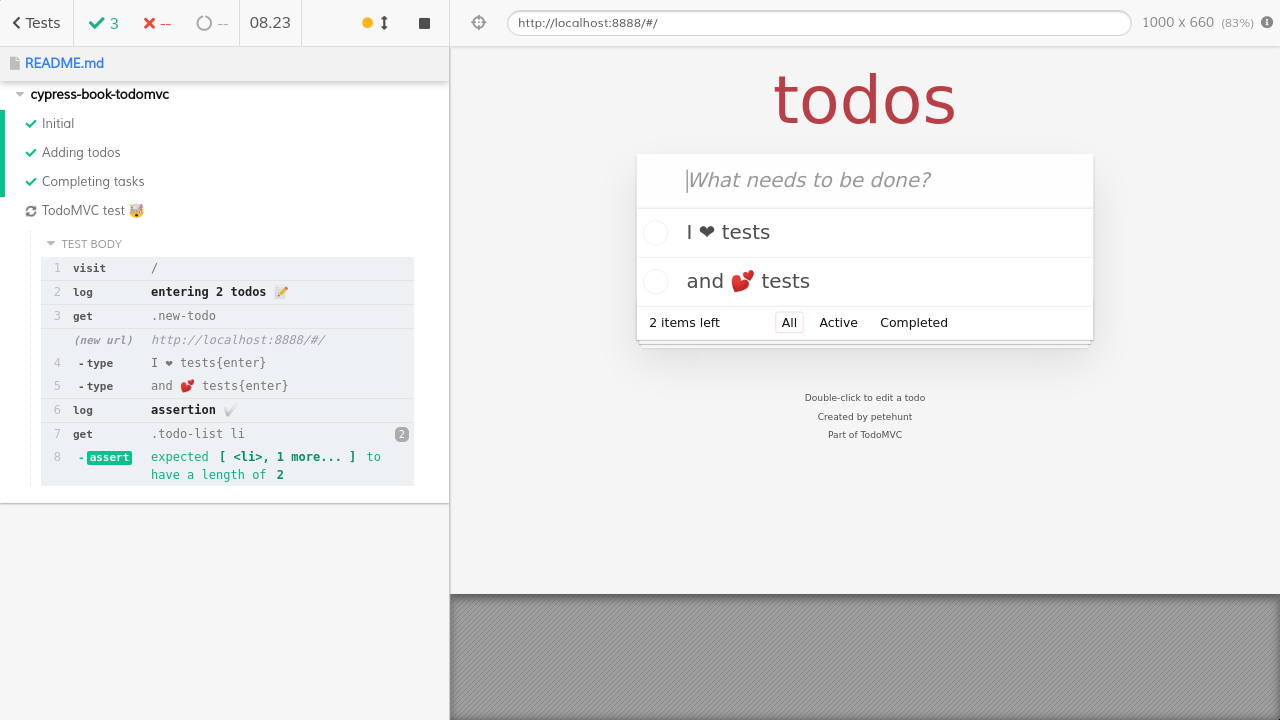 Tests
3
--
--
08.23
http://localhost:8888/#/
1000 x 660 (83%)
README.md
cypress-book-todomvc
Initial
Adding todos
Completing tasks
TodoMVC test 🤯
TEST BODY
1 visit /
2 log entering 2 todos 📝
3 get .new-todo
(new url) http://localhost:8888/#/
4 -type I ❤ tests{enter}
5 -type and 💕 tests{enter}
6 log assertion ✅
7 get .todo-list li 2
8 -assert expected [ <li>, 1 more... ] to
have a length of 2
todos
What needs to be done?
I ❤ tests
and 💕 tests
2 items left All Active Completed
Double-click to edit a todo
Created by petehunt
Part of TodoMVC